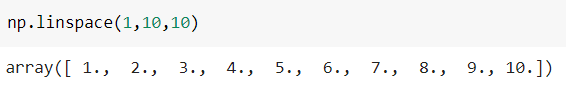 np.linspace(1,10,10)
array([ 1.,  2.,  3.,  4.,  5.,  6.,  7.,  8.,  9., 10.])